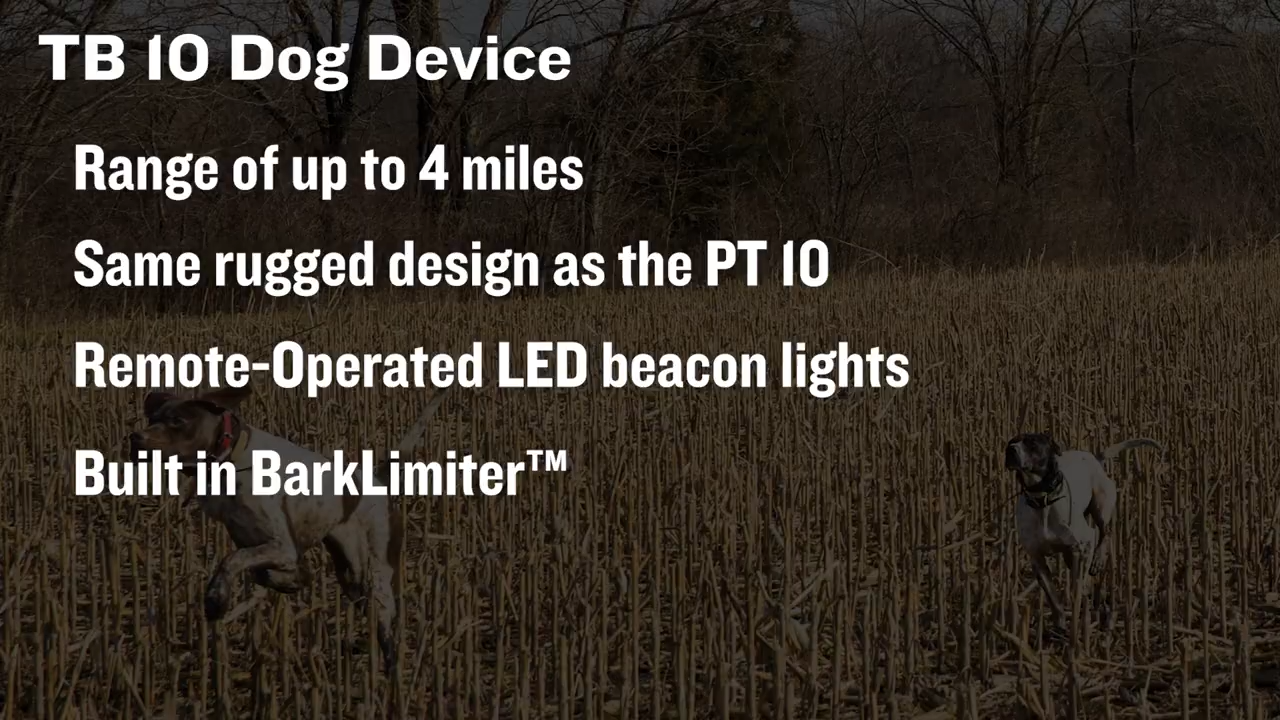 TB 10 Dog Device
Range of up to 4 miles
Same rugged design as the PT 10
Remote-Operated LED beacon lights
Built in BarkLimiter™